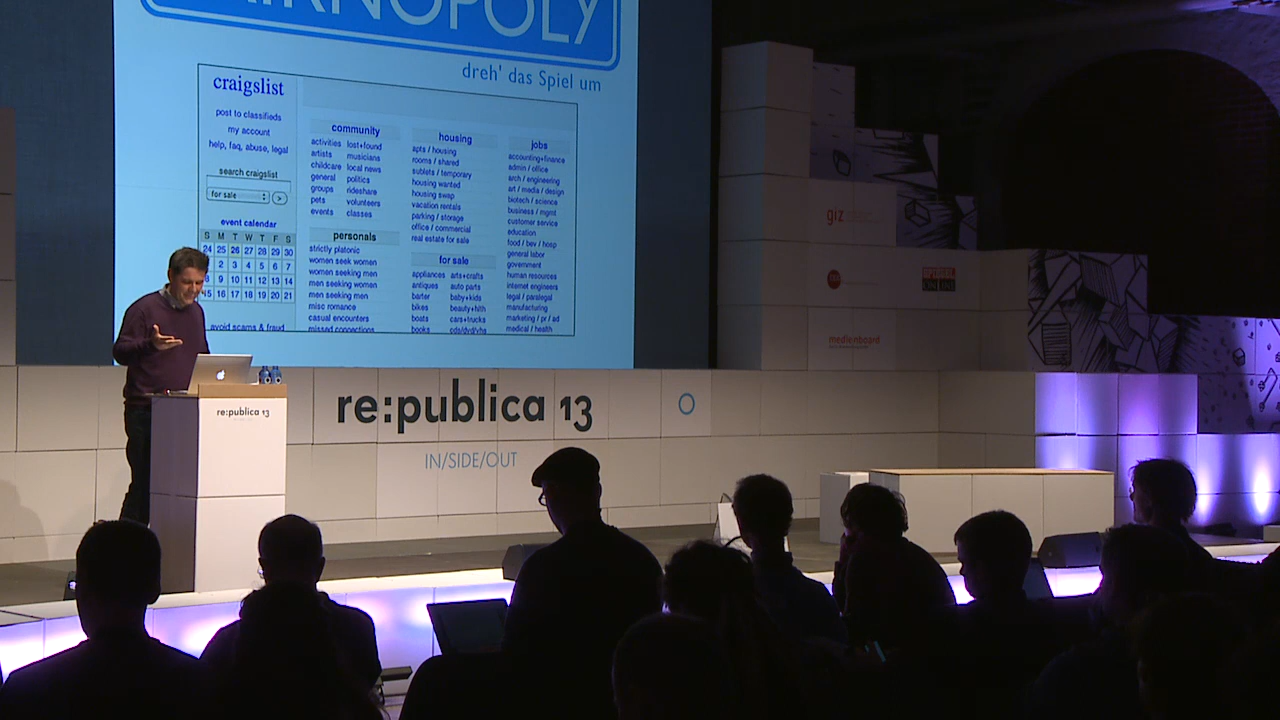 dreh' das Spiel um
craigslist
post to classifieds
my account
help, faq, abuse, legal
search craigslist
for sale
>
event calendar
S M T W T F S
24 25 26 27 28 29 30
2 3 4 5 6 7
9 10 11 12 13 14
15 16 17 18 19 20 21
avoid scams & fraud
community
activities lost+found
artists musicians
childcare local news
general politics
groups rideshare
pets volunteers
events classes
personals
strictly platonic
women seek women
women seeking men
men seeking women
men seeking men
misc romance
casual encounters
missed connections
housing
apts / housing
rooms / shared
sublets / temporary
housing wanted
housing swap
vacation rentals
parking / storage
office / commercial
real estate for sale
for sale
appliances arts+crafts
antiques auto parts
barter baby+kids
bikes beauty+hlth
boats cars+trucks
books cds/dvd/vhs
jobs
accounting+finance
admin / office
arch / engineering
art / media / design
biotech / science
business / mgmt
customer service
education
food / bev / hosp
general labor
government
human resources
internet engineers
legal / paralegal
manufacturing
marketing / pr / ad
medical / health
giz
medienboard
re:publica 13
re:publica 13
IN/SIDE/OUT